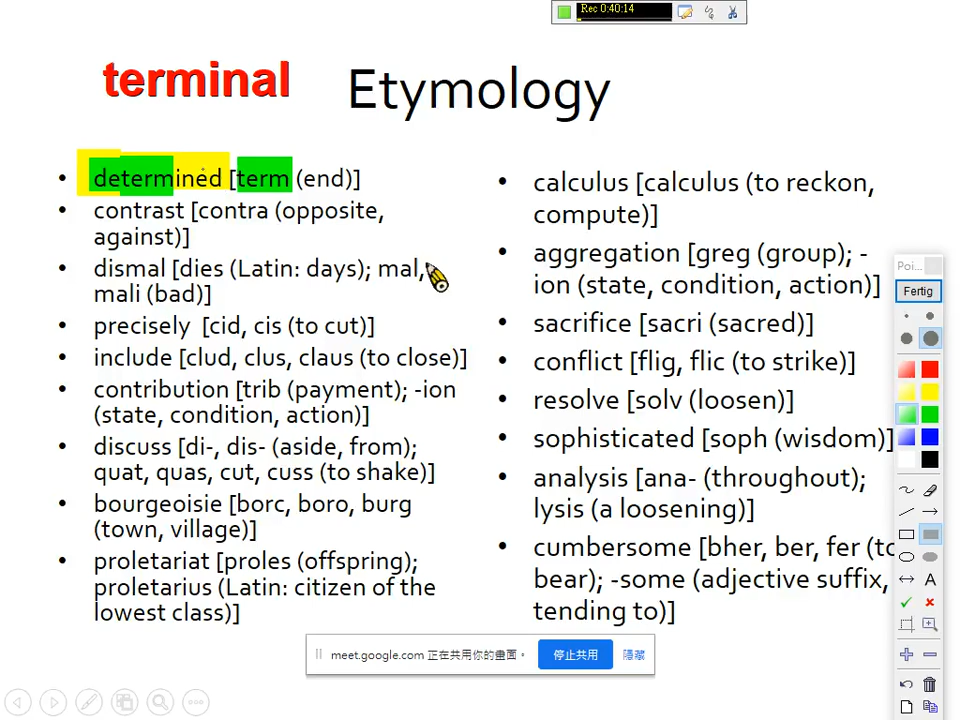 Rec 0:40:14
terminal
Etymology
• determined [term (end)]
• contrast [contra (opposite,
against)]
• dismal [dies (Latin: days); mal,
mali (bad)]
• precisely [cid, cis (to cut)]
• include [clud, clus, claus (to close)]
• contribution [trib (payment); -ion
(state, condition, action)]
• discuss [di-, dis- (aside, from);
quat, quas, cut, cuss (to shake)]
• bourgeoisie [borc, boro, burg
(town, village)]
• proletariat [proles (offspring);
proletarius (Latin: citizen of the
lowest class)]
• calculus [calculus (to reckon,
compute)]
• aggregation [greg (group); -
ion (state, condition, action)]
• sacrifice [sacri (sacred)]
• conflict [flig, flic (to strike)]
• resolve [solv (loosen)]
• sophisticated [soph (wisdom)]
• analysis [ana- (throughout);
lysis (a loosening)]
• cumbersome [bher, ber, fer (to
bear); -some (adjective suffix,
tending to)]
Poi...
Fertig
A
meet.google.com 正在共用你的畫面。
停止共用
隱藏